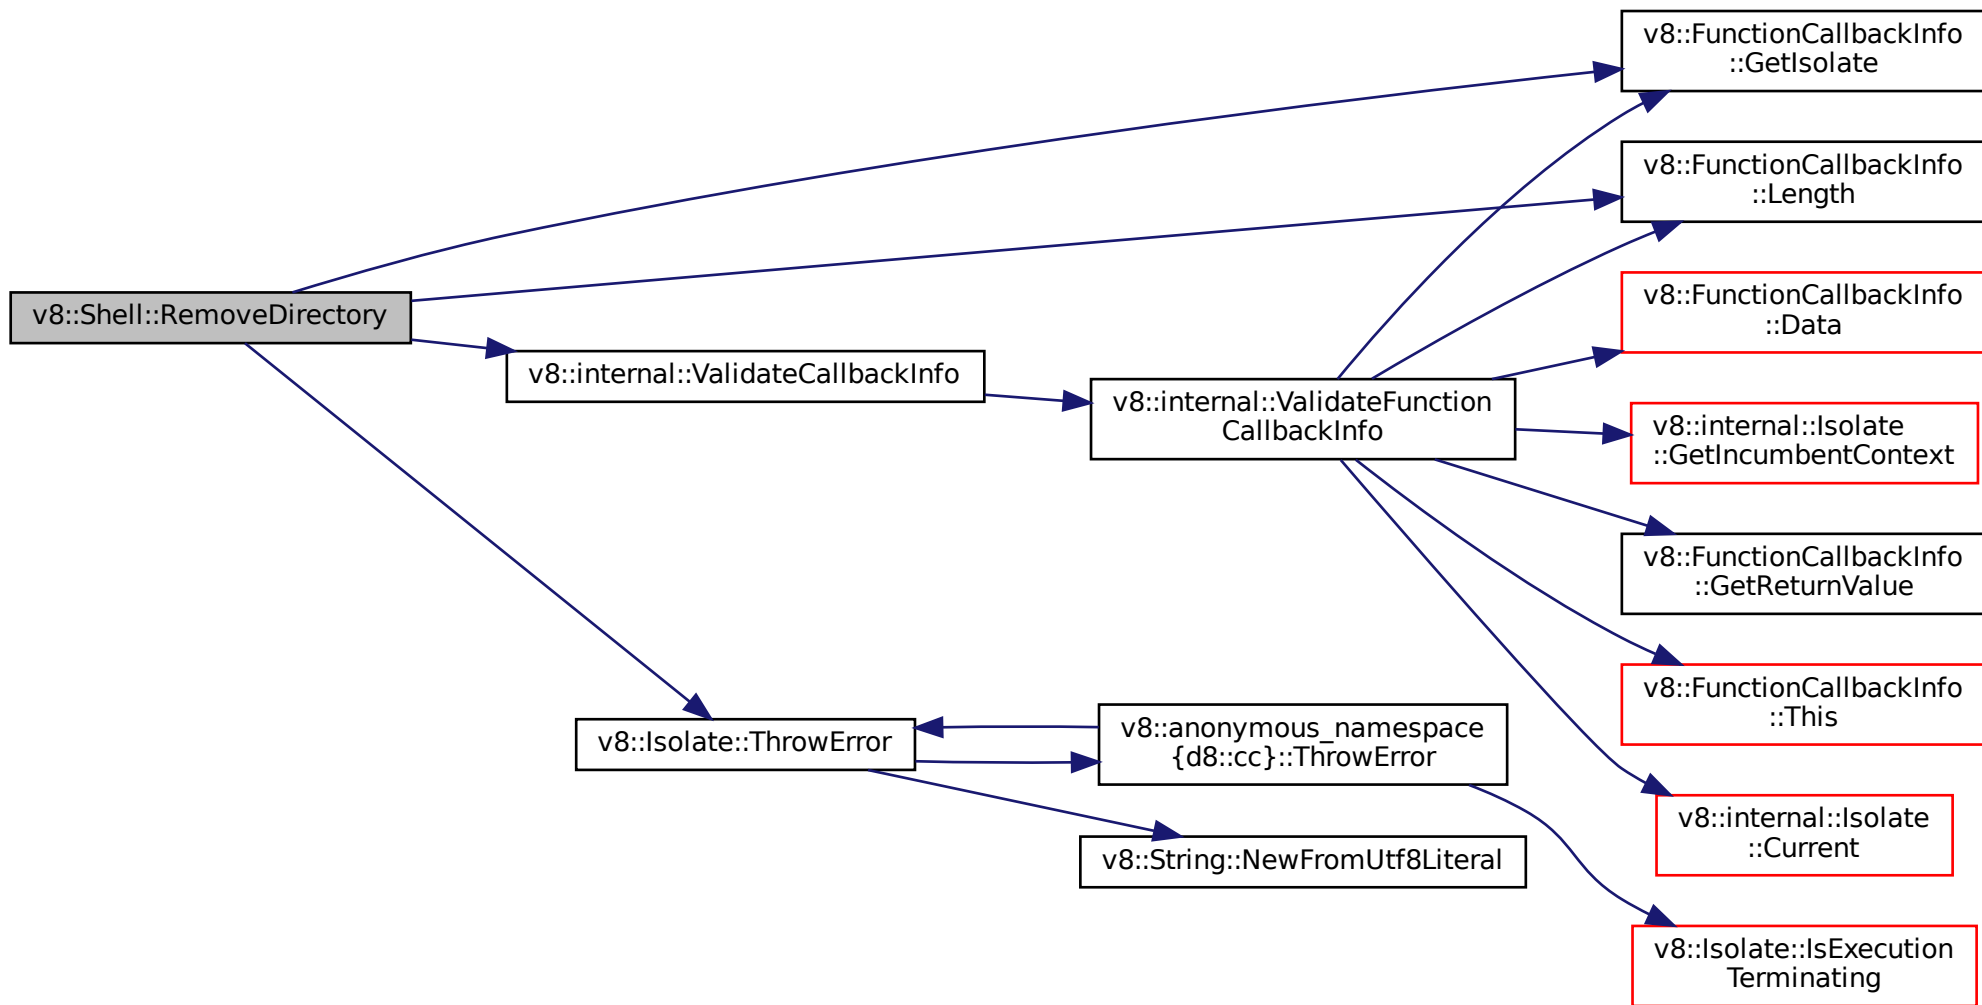 v8::FunctionCallbackInfo
::GetIsolate
v8::FunctionCallbackInfo
::Length
v8::FunctionCallbackInfo
::Data
v8::Shell::RemoveDirectory
v8::internal::ValidateCallbackInfo
v8::internal::ValidateFunction
CallbackInfo
v8::internal::Isolate
::GetIncumbentContext
v8::FunctionCallbackInfo
::GetReturnValue
v8::FunctionCallbackInfo
::This
v8::Isolate::ThrowError
v8::anonymous_namespace
{d8::cc}::ThrowError
v8::internal::Isolate
::Current
v8::String::NewFromUtf8Literal
v8::Isolate::IsExecution
Terminating